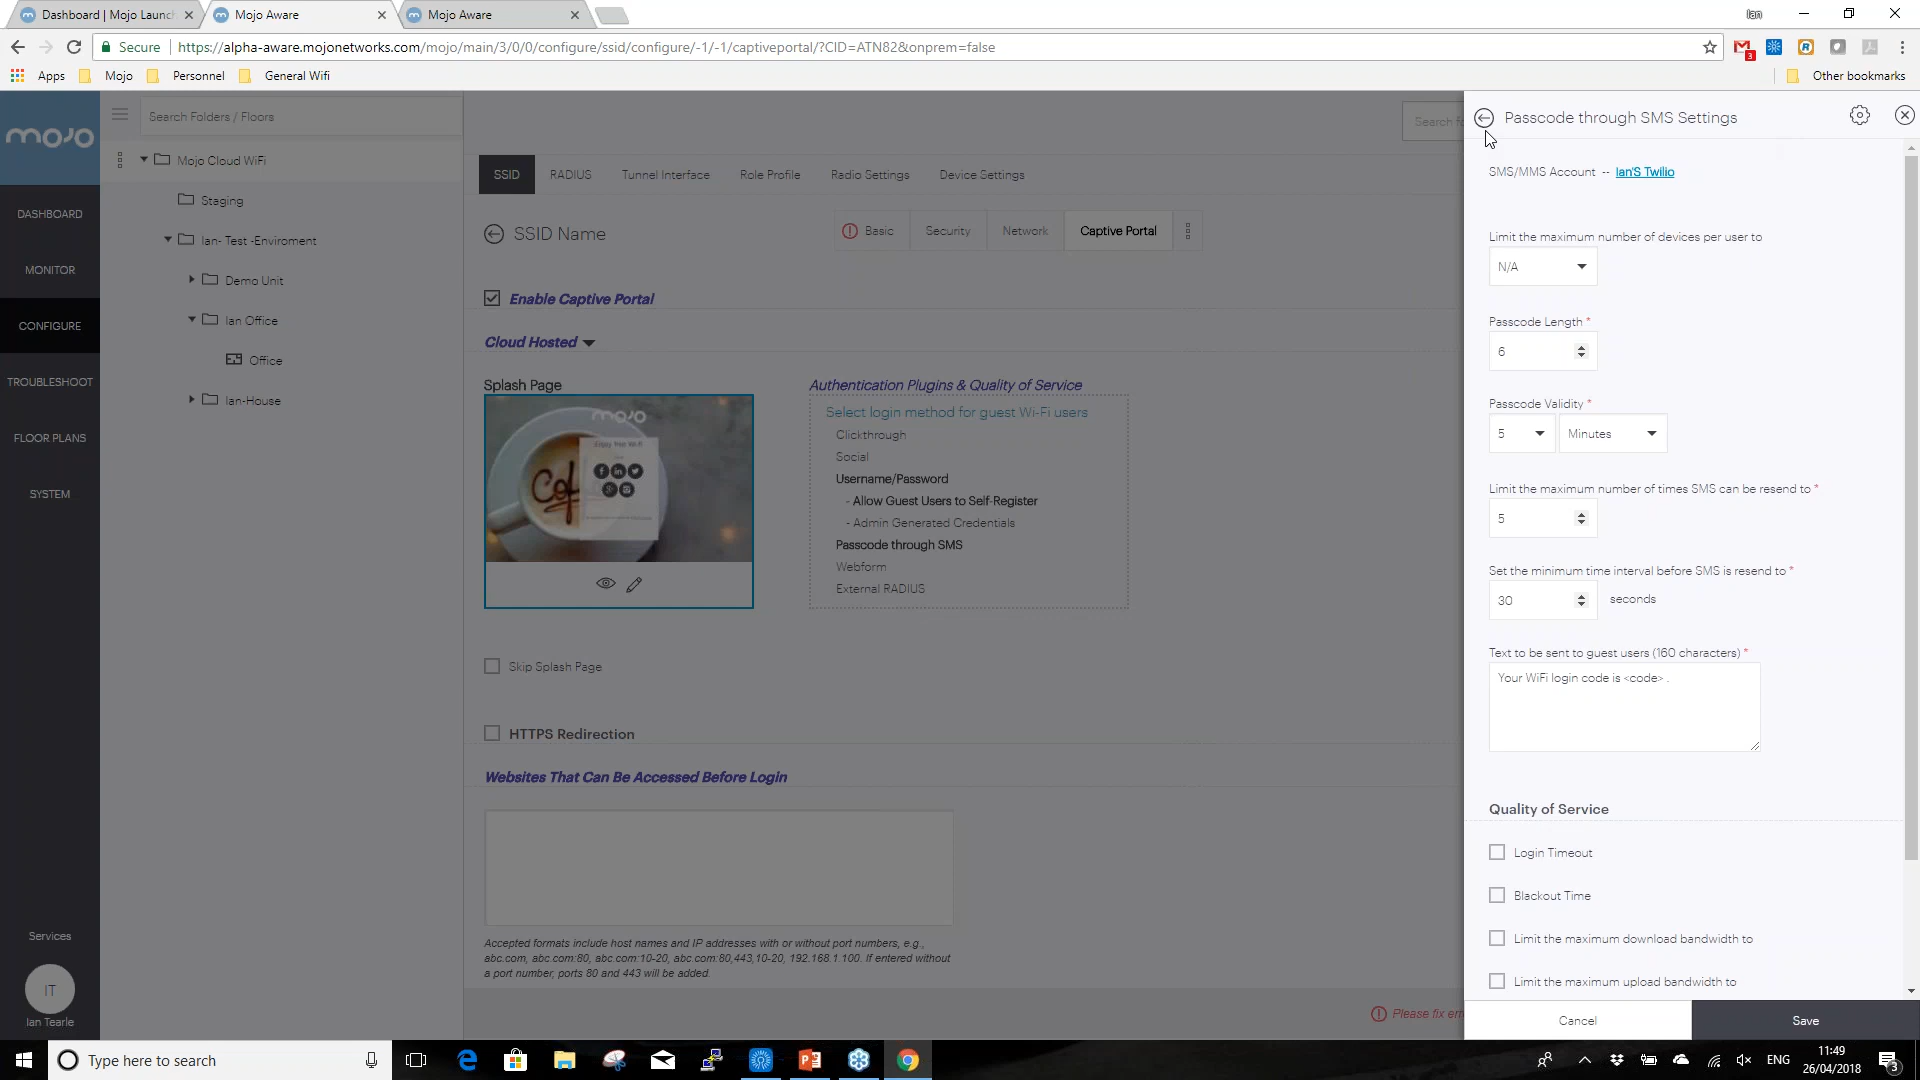 Dashboard | Mojo Launch
Mojo Aware
Mojo Aware
Ian
Secure
https://alpha-aware.mojonetworks.com/mojo/main/3/0/0/configure/ssid/configure/-1/-1/captiveportal/?CID=ATN82&onprem=false
3
Apps
Mojo
Personnel
General Wifi
Other bookmarks
mojo
DASHBOARD
MONITOR
CONFIGURE
TROUBLESHOOT
FLOOR PLANS
SYSTEM
Services
IT
Ian Tearle
Search Folders / Floors
Mojo Cloud WiFi
Staging
Ian- Test -Enviroment
Demo Unit
Ian Office
Office
Ian-House
SSID
RADIUS
Tunnel Interface
Role Profile
Radio Settings
Device Settings
SSID Name
Basic
Security
Network
Captive Portal
Enable Captive Portal
Cloud Hosted
Splash Page
mojo
Enjoy free Wi-Fi
Authentication Plugins & Quality of Service
Select login method for guest Wi-Fi users
Clickthrough
Social
Username/Password
- Allow Guest Users to Self-Register
- Admin Generated Credentials
Passcode through SMS
Webform
External RADIUS
Skip Splash Page
HTTPS Redirection
Websites That Can Be Accessed Before Login
Accepted formats include host names and IP addresses with or without port numbers, e.g.,
abc.com, abc.com:80, abc.com:10-20, abc.com:80,443,10-20, 192.168.1.100. If entered without
a port number, ports 80 and 443 will be added.
Please fix
Passcode through SMS Settings
SMS/MMS Account -- Ian'S Twilio
Limit the maximum number of devices per user to
N/A
Passcode Length *
6
Passcode Validity *
5
Minutes
Limit the maximum number of times SMS can be resend to *
5
Set the minimum time interval before SMS is resend to *
30
seconds
Text to be sent to guest users (160 characters) *
Your WiFi login code is <code> .
Quality of Service
Login Timeout
Blackout Time
Limit the maximum download bandwidth to
Limit the maximum upload bandwidth to
Cancel
Save
Type here to search
ENG
11:49
26/04/2018
3